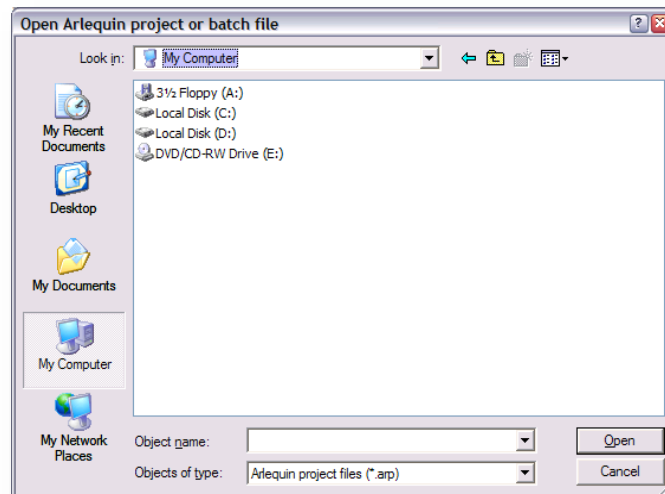 Open Arlequin project or batch file
Look in:
My Computer
3½ Floppy (A:)
Local Disk (C:)
Local Disk (D:)
DVD/CD-RW Drive (E:)
My Recent
Documents
Desktop
My Documents
My Computer
My Network
Places
Object name:
Open
Objects of type:
Arlequin project files (*.arp)
Cancel